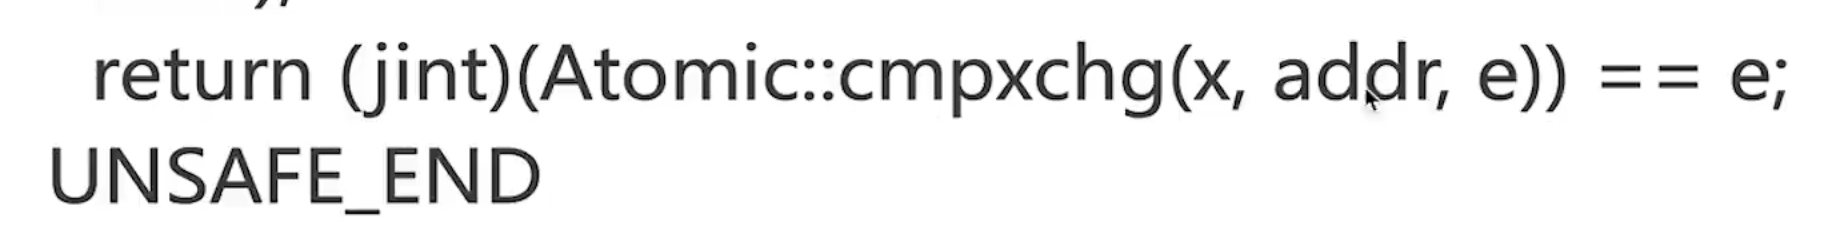 return (jint)(Atomic::cmpxchg(x, addr, e)) == e;
UNSAFE_END